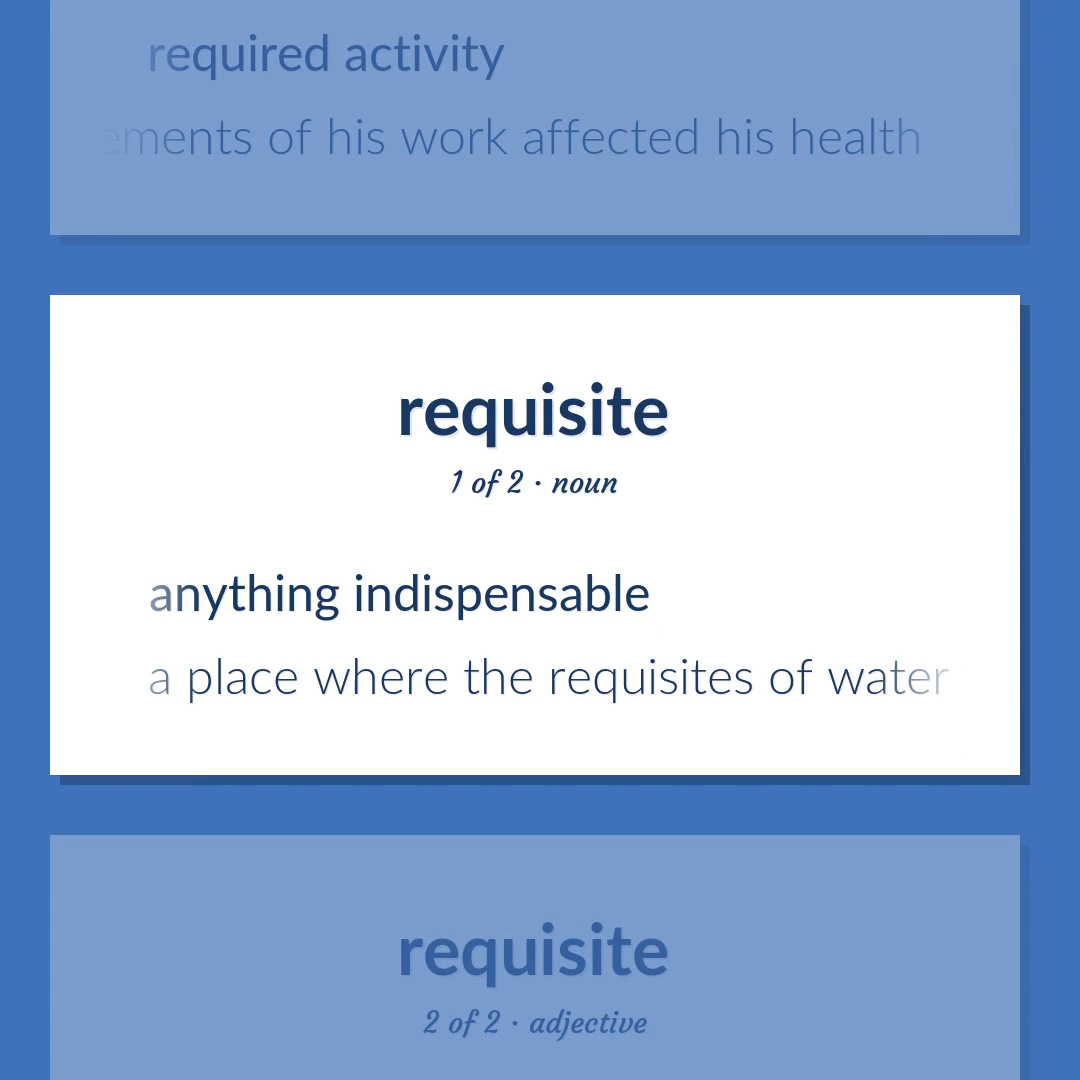 required activity
ements of his work affected his health
requisite
1 of 2 · noun
anything indispensable
a place where the requisites of water
requisite
2 of 2 · adjective